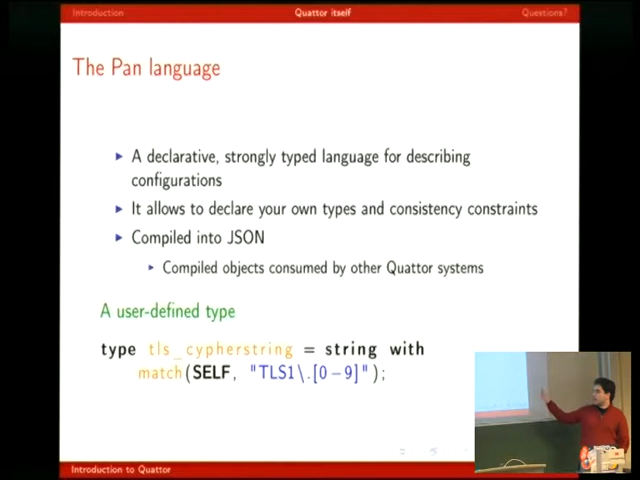 Introduction Quattor itself Questions?
The Pan language
A declarative, strongly typed language for describing
configurations
It allows to declare your own types and consistency constraints
Compiled into JSON
Compiled objects consumed by other Quattor systems
A user-defined type
type tls_cypherstring = string with
match(SELF, "TLS1\.[0-9]");
Introduction to Quattor